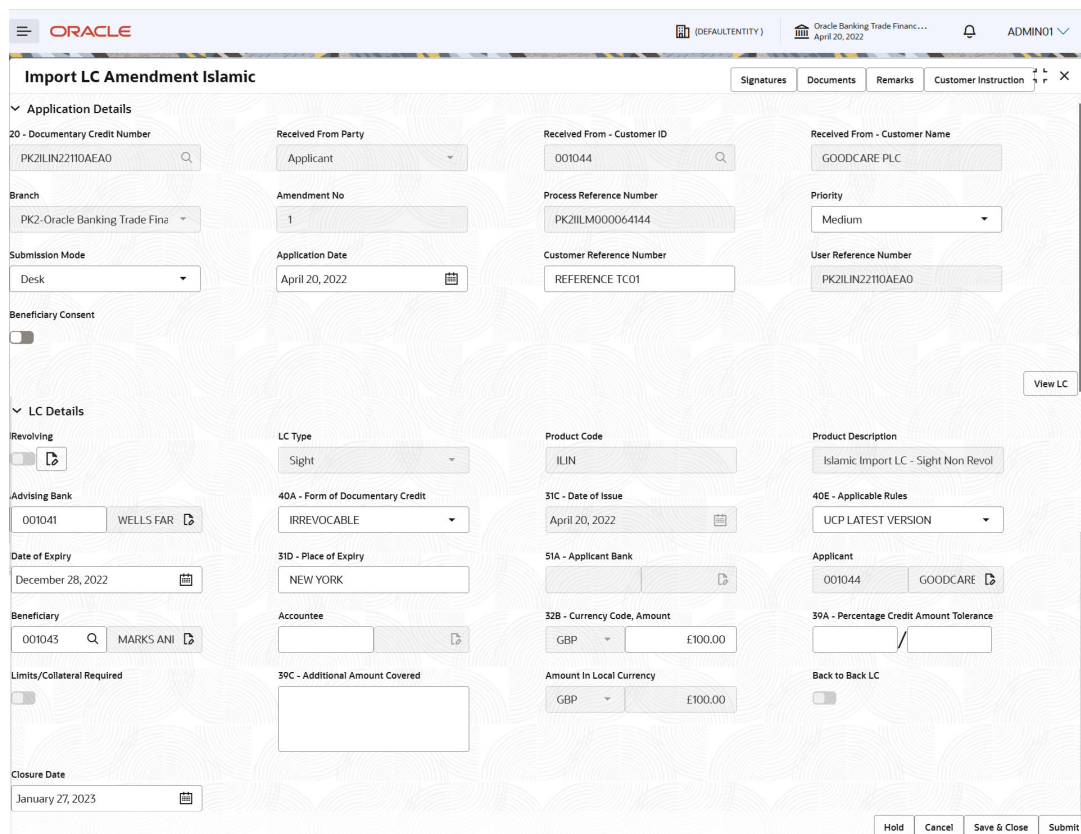 ORACLE
(DEFAULTENTITY )
Oracle Banking Trade Financ...
April 20, 2022
ADMIN01
Import LC Amendment Islamic
Signatures Documents Remarks Customer Instruction
Application Details
20 - Documentary Credit Number Received From Party Received From - Customer ID Received From - Customer Name
PK2ILIN22110AEA0 Applicant 001044 GOODCARE PLC
Branch Amendment No Process Reference Number Priority
PK2-Oracle Banking Trade Fina 1 PK2IILM000064144 Medium
Submission Mode Application Date Customer Reference Number User Reference Number
Desk April 20, 2022 REFERENCE TC01 PK2ILIN22110AEA0
Beneficiary Consent
View LC
LC Details
Revolving LC Type Product Code Product Description
Sight ILIN Islamic Import LC - Sight Non Revol
Advising Bank 40A - Form of Documentary Credit 31C - Date of Issue 40E - Applicable Rules
001041 WELLS FAR IRREVOCABLE April 20, 2022 UCP LATEST VERSION
Date of Expiry 31D - Place of Expiry 51A - Applicant Bank Applicant
December 28, 2022 NEW YORK 001044 GOODCARE
Beneficiary Accountee 32B - Currency Code, Amount 39A - Percentage Credit Amount Tolerance
001043 MARKS ANI GBP £100.00 /
Limits/Collateral Required 39C - Additional Amount Covered Amount In Local Currency Back to Back LC
GBP £100.00
Closure Date
January 27, 2023
Hold Cancel Save & Close Submit